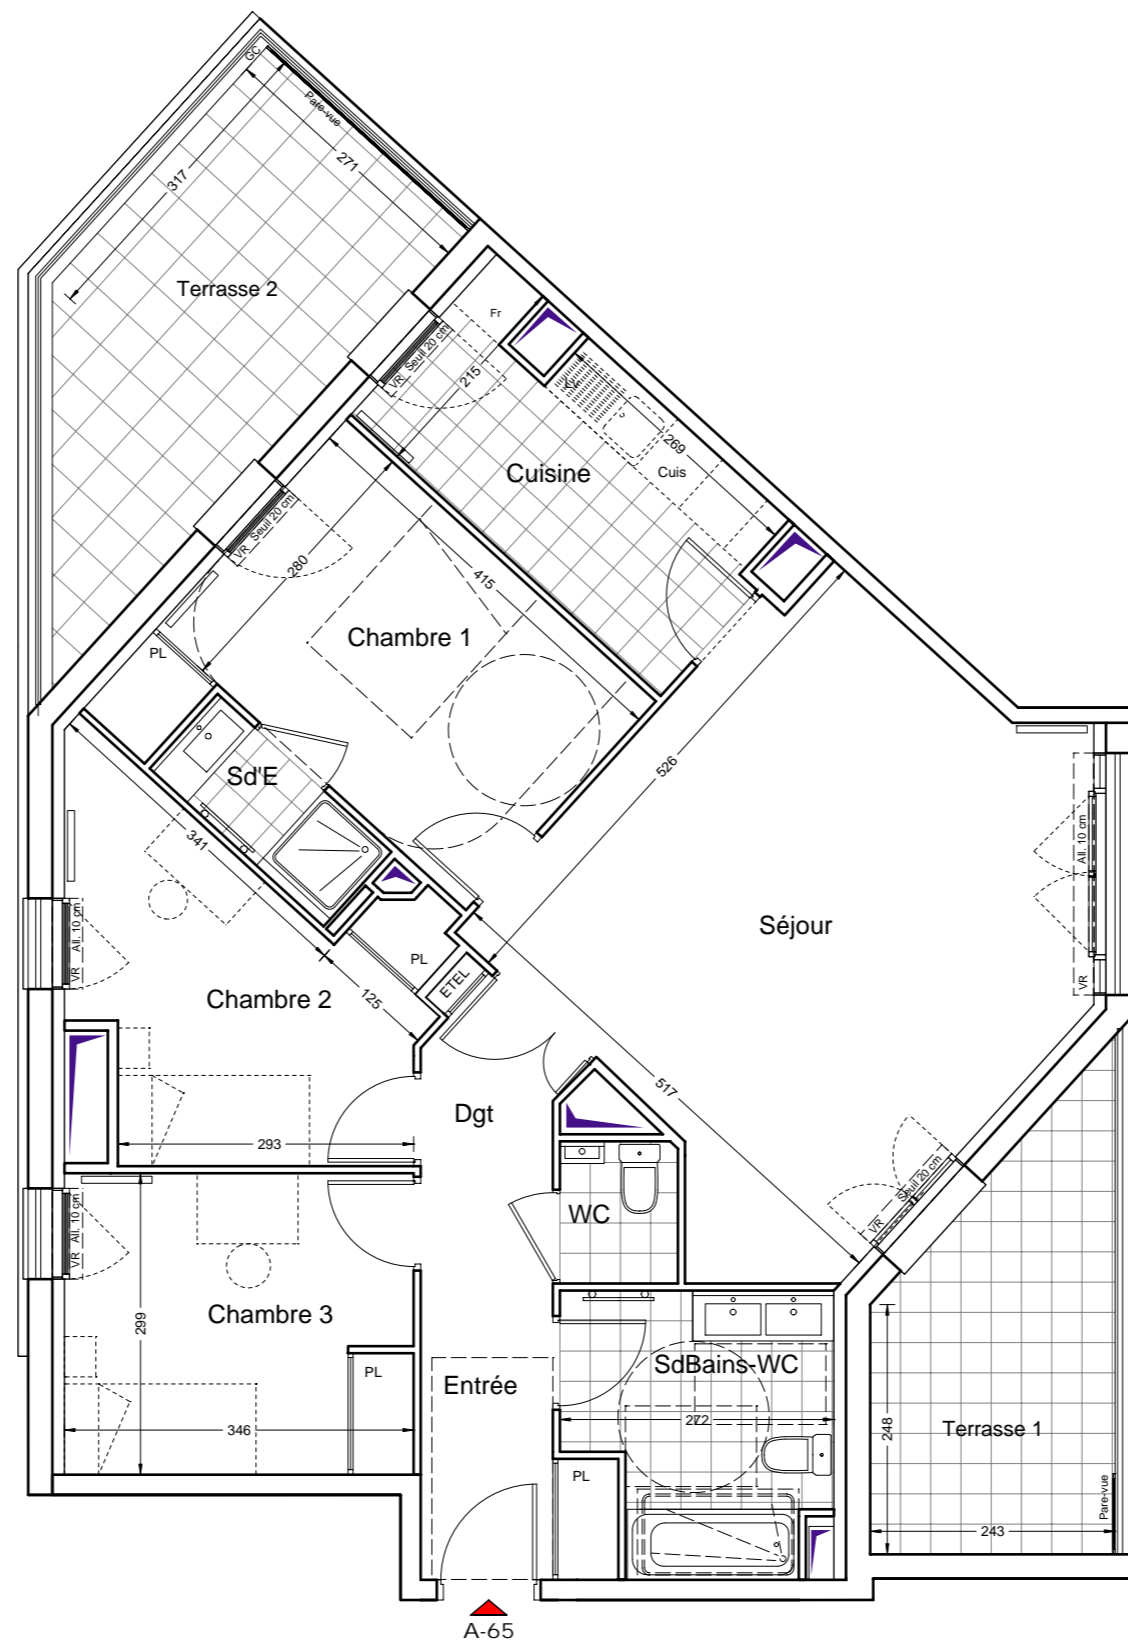 GC
Pare-vue
271
317
Terrasse 2
Fr
VR Seuil 20 cm
215
LV
269
Cuisine
Cuis
VR Seuil 20 cm
280
415
Chambre 1
PL
526
Sd'E
341
All. 10 cm
VR
Séjour
VR All. 10 cm
PL
ETEL
Chambre 2
125
517
Dgt
293
VR Seuil 20 cm
WC
VR All. 10 cm
299
Chambre 3
SdBains-WC
PL
Entrée
272
346
248
Terrasse 1
PL
Pare-vue
243
A-65